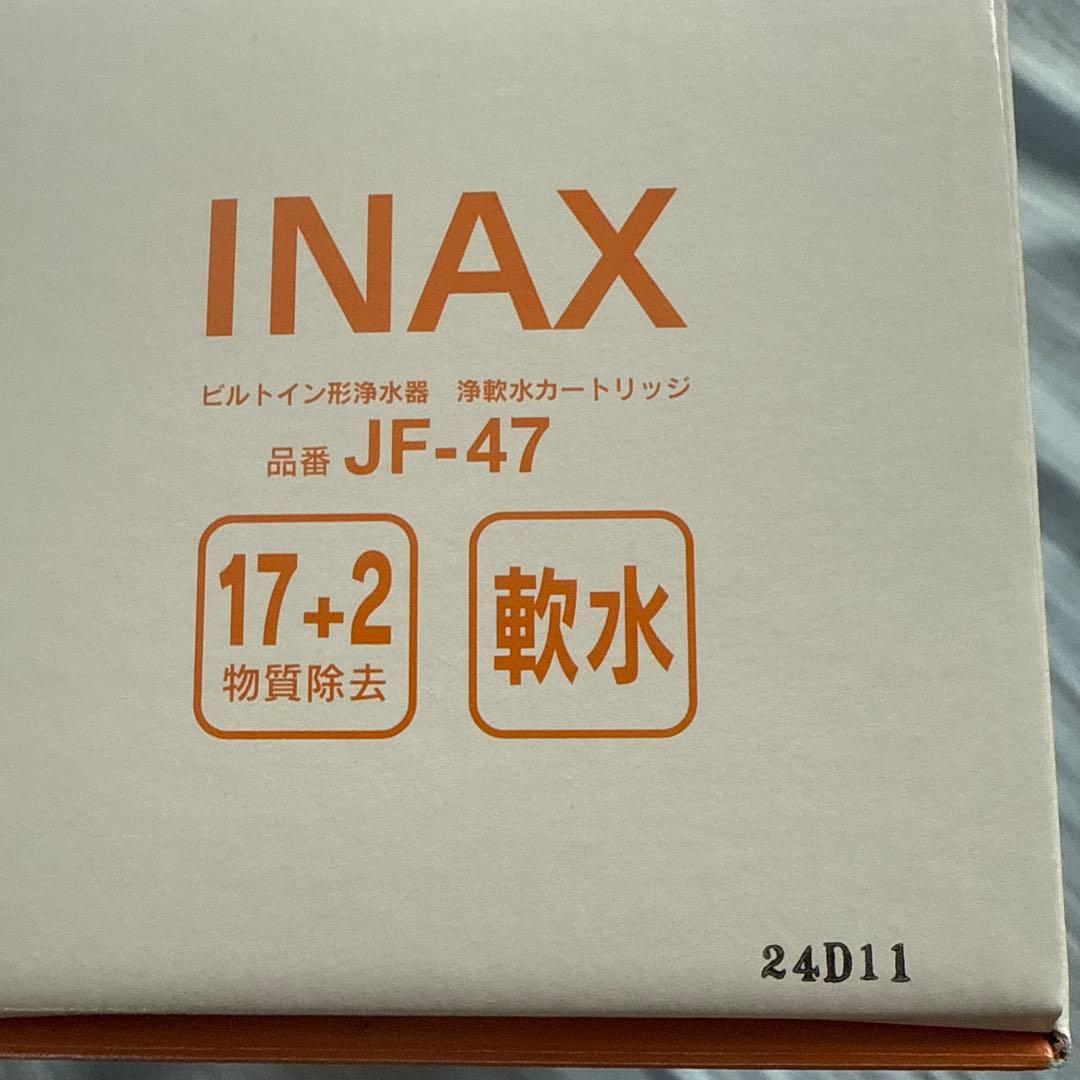 INAX
ビルトイン形浄水器 浄軟水カートリッジ
品番 JF-47
17+2
物質除去
軟水
24D11